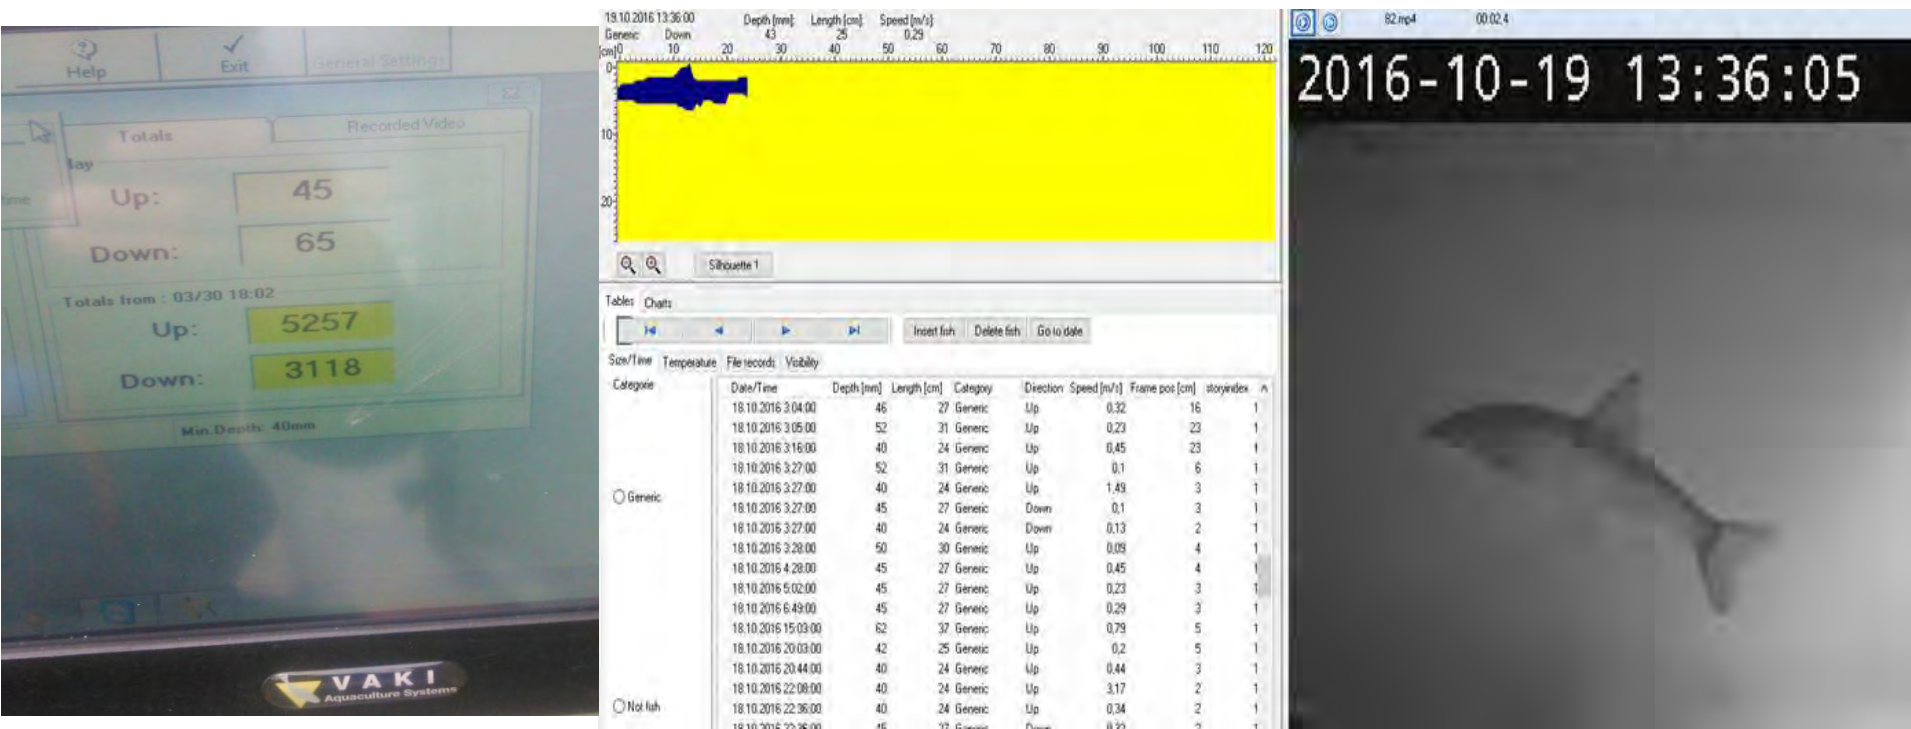 Help
Exit
General Settings
Totals
Recorded Video
lay
time
Up:
45
Down:
65
Totals from : 03/30 18:02
Up:
5257
Down:
3118
Min.Depth: 40mm
VAKI
Aquaculture Systems
19.10.2016 13:36:00 Depth [mm]: Length [cm]: Speed [m/s]:
Generic Down 43 25 0,29
[cm]0 10 20 30 40 50 60 70 80 90 100 110 120
0
10
20
Silhouette 1
Tables Charts
Insert fish Delete fish Go to date
Size/Time Temperature File records Visibility
Categorie
Generic
Not fish
Date/Time Depth [mm] Length [cm] Category Direction Speed [m/s] Frame pos [cm] storyindex
18.10.2016 3:04:00 46 27 Generic Up 0,32 16 1
18.10.2016 3:05:00 52 31 Generic Up 0,23 23 1
18.10.2016 3:16:00 40 24 Generic Up 0,45 23 1
18.10.2016 3:27:00 52 31 Generic Up 0,1 6 1
18.10.2016 3:27:00 40 24 Generic Up 1,49 3 1
18.10.2016 3:27:00 45 27 Generic Down 0,1 3 1
18.10.2016 3:27:00 40 24 Generic Down 0,13 2 1
18.10.2016 3:28:00 50 30 Generic Up 0,09 4 1
18.10.2016 4:28:00 45 27 Generic Up 0,45 4 1
18.10.2016 5:02:00 45 27 Generic Up 0,23 3 1
18.10.2016 6:49:00 45 27 Generic Up 0,29 3 1
18.10.2016 15:03:00 62 37 Generic Up 0,79 5 1
18.10.2016 20:03:00 42 25 Generic Up 0,2 5 1
18.10.2016 20:44:00 40 24 Generic Up 0,44 3 1
18.10.2016 22:08:00 40 24 Generic Up 3,17 2 1
18.10.2016 22:36:00 40 24 Generic Up 0,34 2 1
82.mp4 00:02.4
2016-10-19 13:36:05